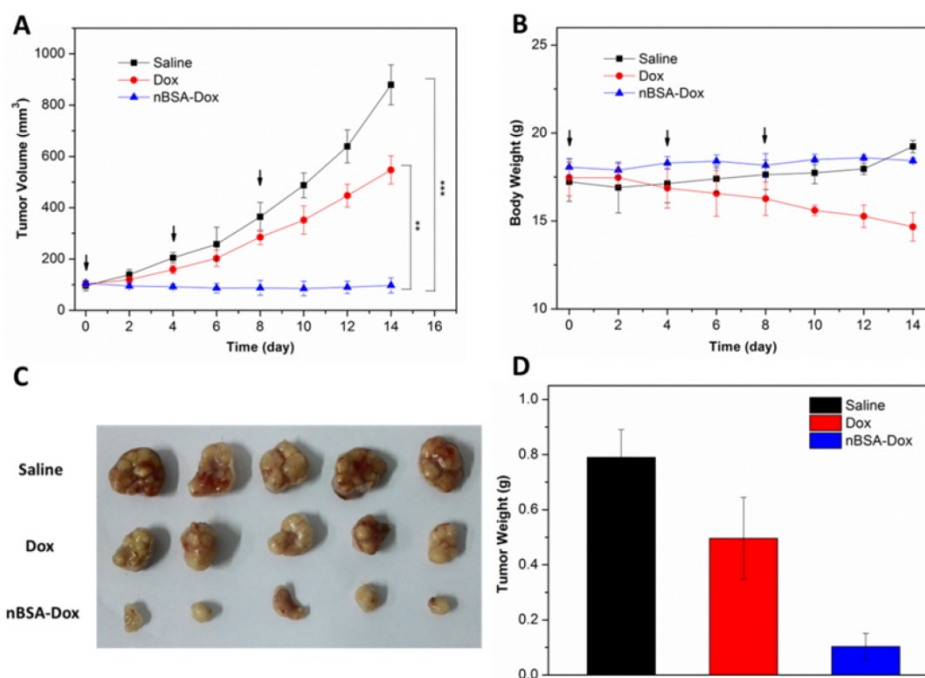 A
Tumor Volume (mm³)
1000
800
600
400
200
0
Saline
Dox
nBSA-Dox
**
***
0 2 4 6 8 10 12 14 16
Time (day)
B
Body Weight (g)
25
20
15
10
Saline
Dox
nBSA-Dox
0 2 4 6 8 10 12 14
Time (day)
C
Saline
Dox
nBSA-Dox
D
Tumor Weight (g)
1.0
0.8
0.6
0.4
0.2
0.0
Saline
Dox
nBSA-Dox